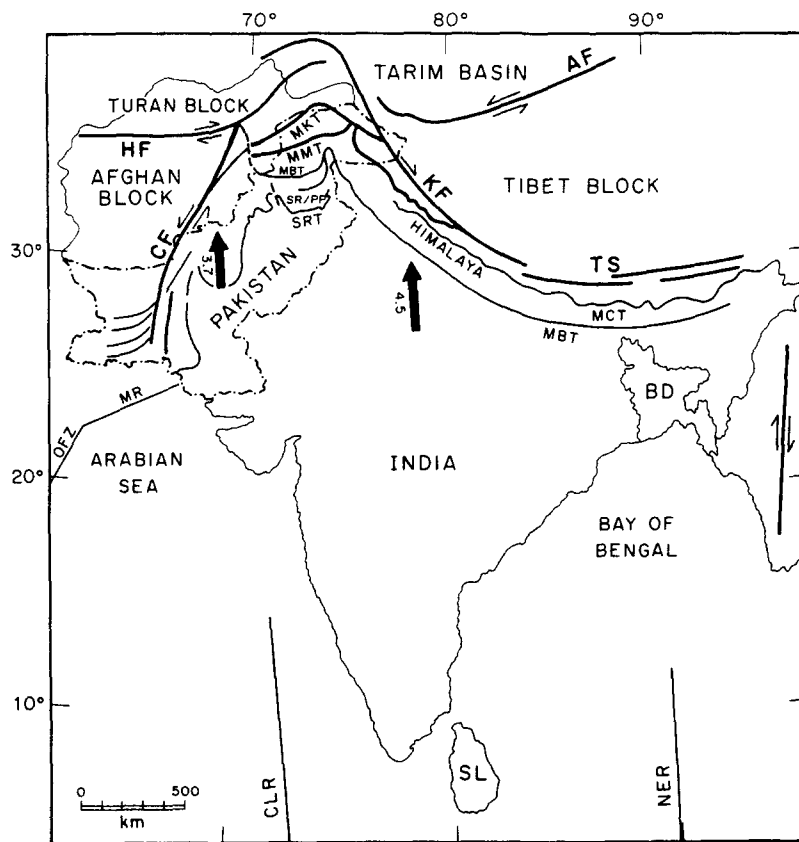 70°
80°
90°
TARIM BASIN
AF
TURAN BLOCK
MKT
HF
MMT
AFGHAN
BLOCK
MBT
KF
TIBET BLOCK
SR/PP
SRT
CF
HIMALAYA
30°
3.7
TS
PAKISTAN
4.5
MCT
MBT
MR
BD
OFZ
ARABIAN
SEA
INDIA
20°
BAY OF
BENGAL
10°
SL
CLR
NER
0 500
km